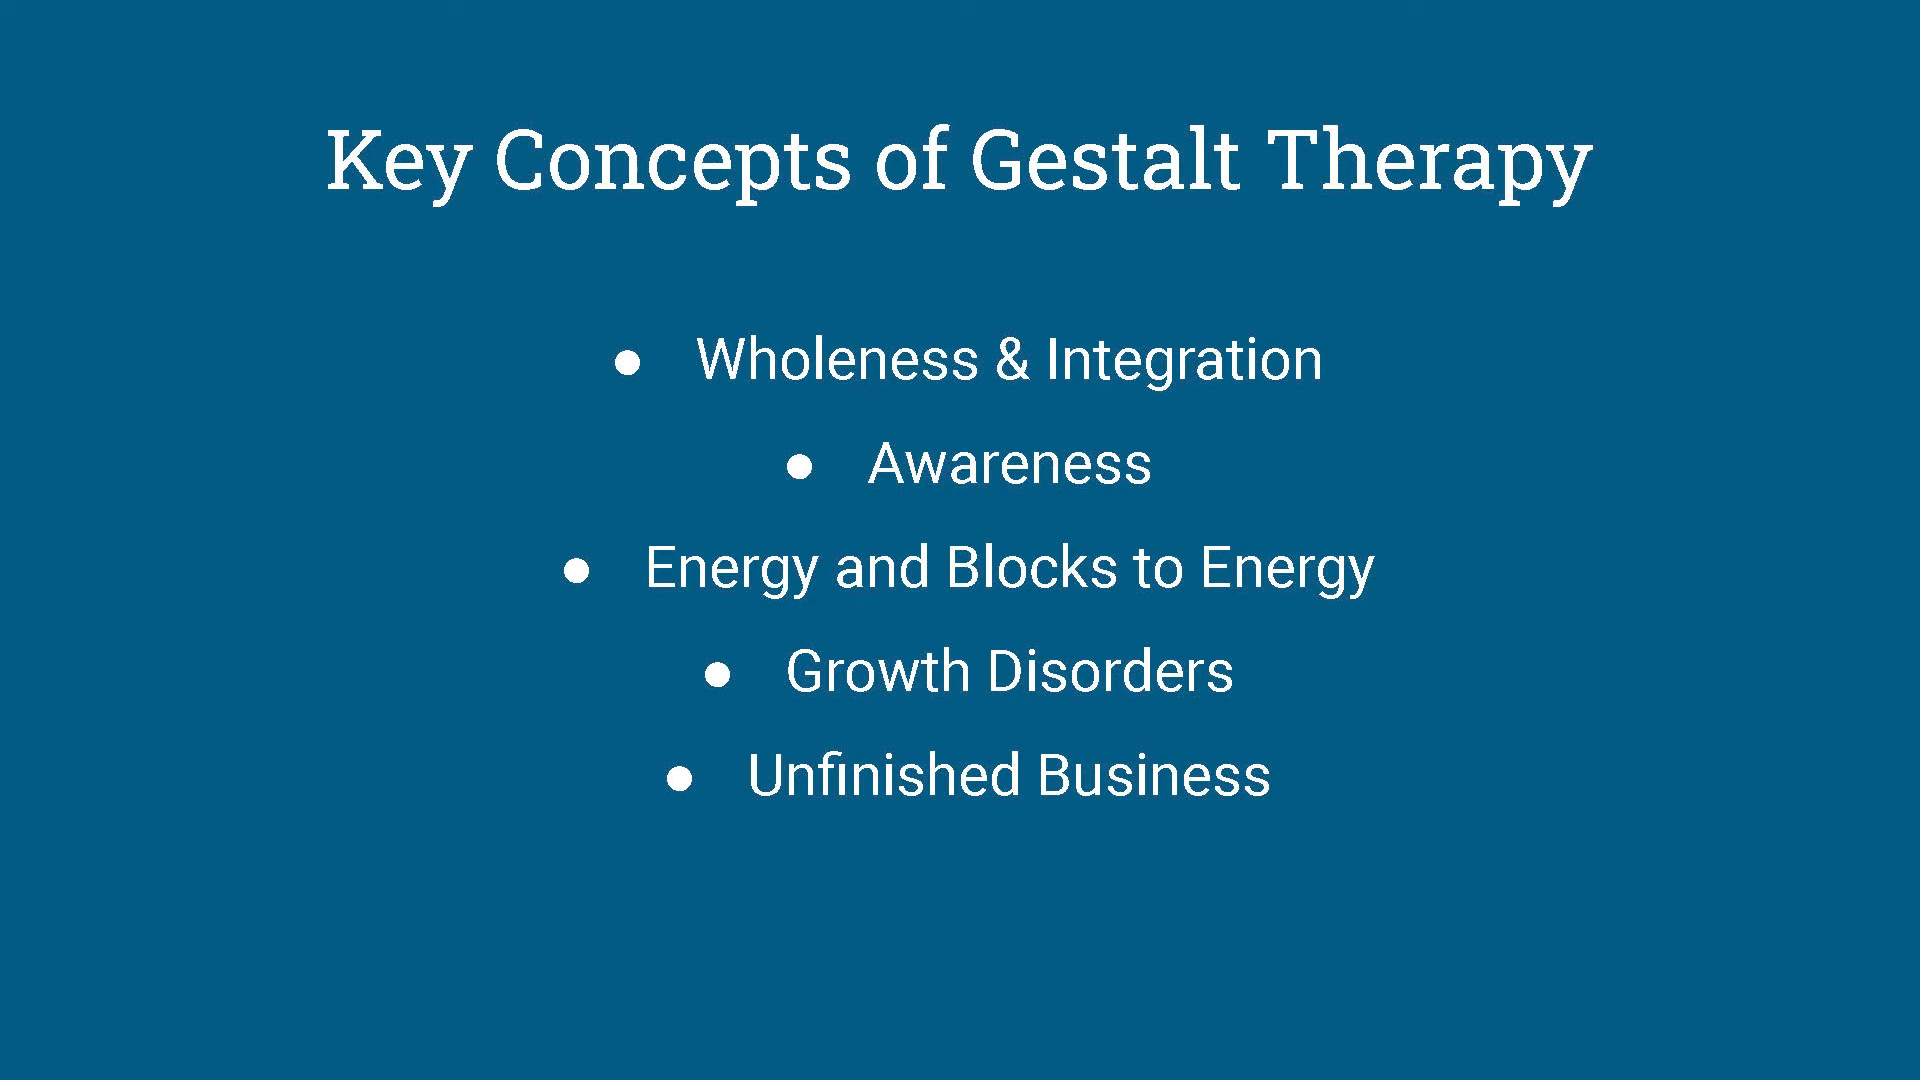 Key Concepts of Gestalt Therapy
● Wholeness & Integration
● Awareness
● Energy and Blocks to Energy
● Growth Disorders
● Unfinished Business